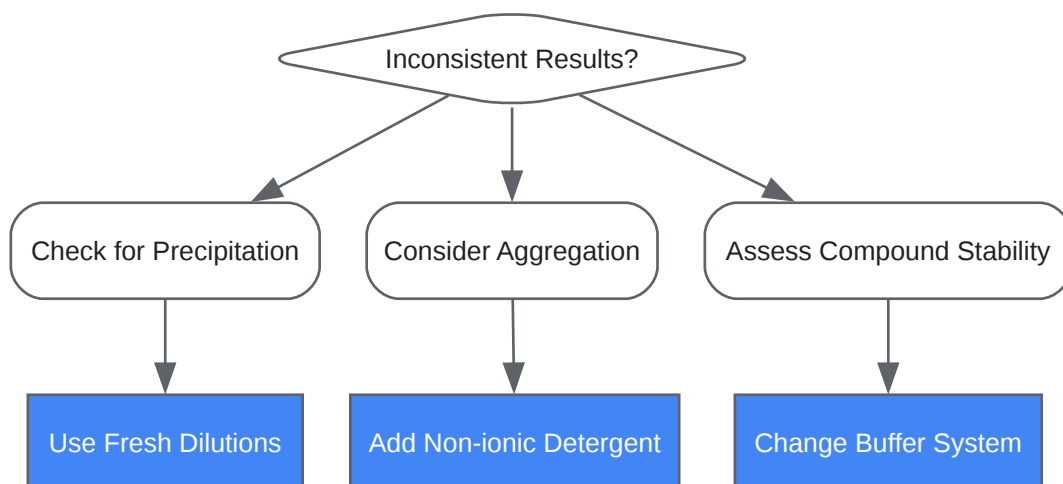 Inconsistent Results?
Check for Precipitation
Consider Aggregation
Assess Compound Stability
Use Fresh Dilutions
Add Non-ionic Detergent
Change Buffer System